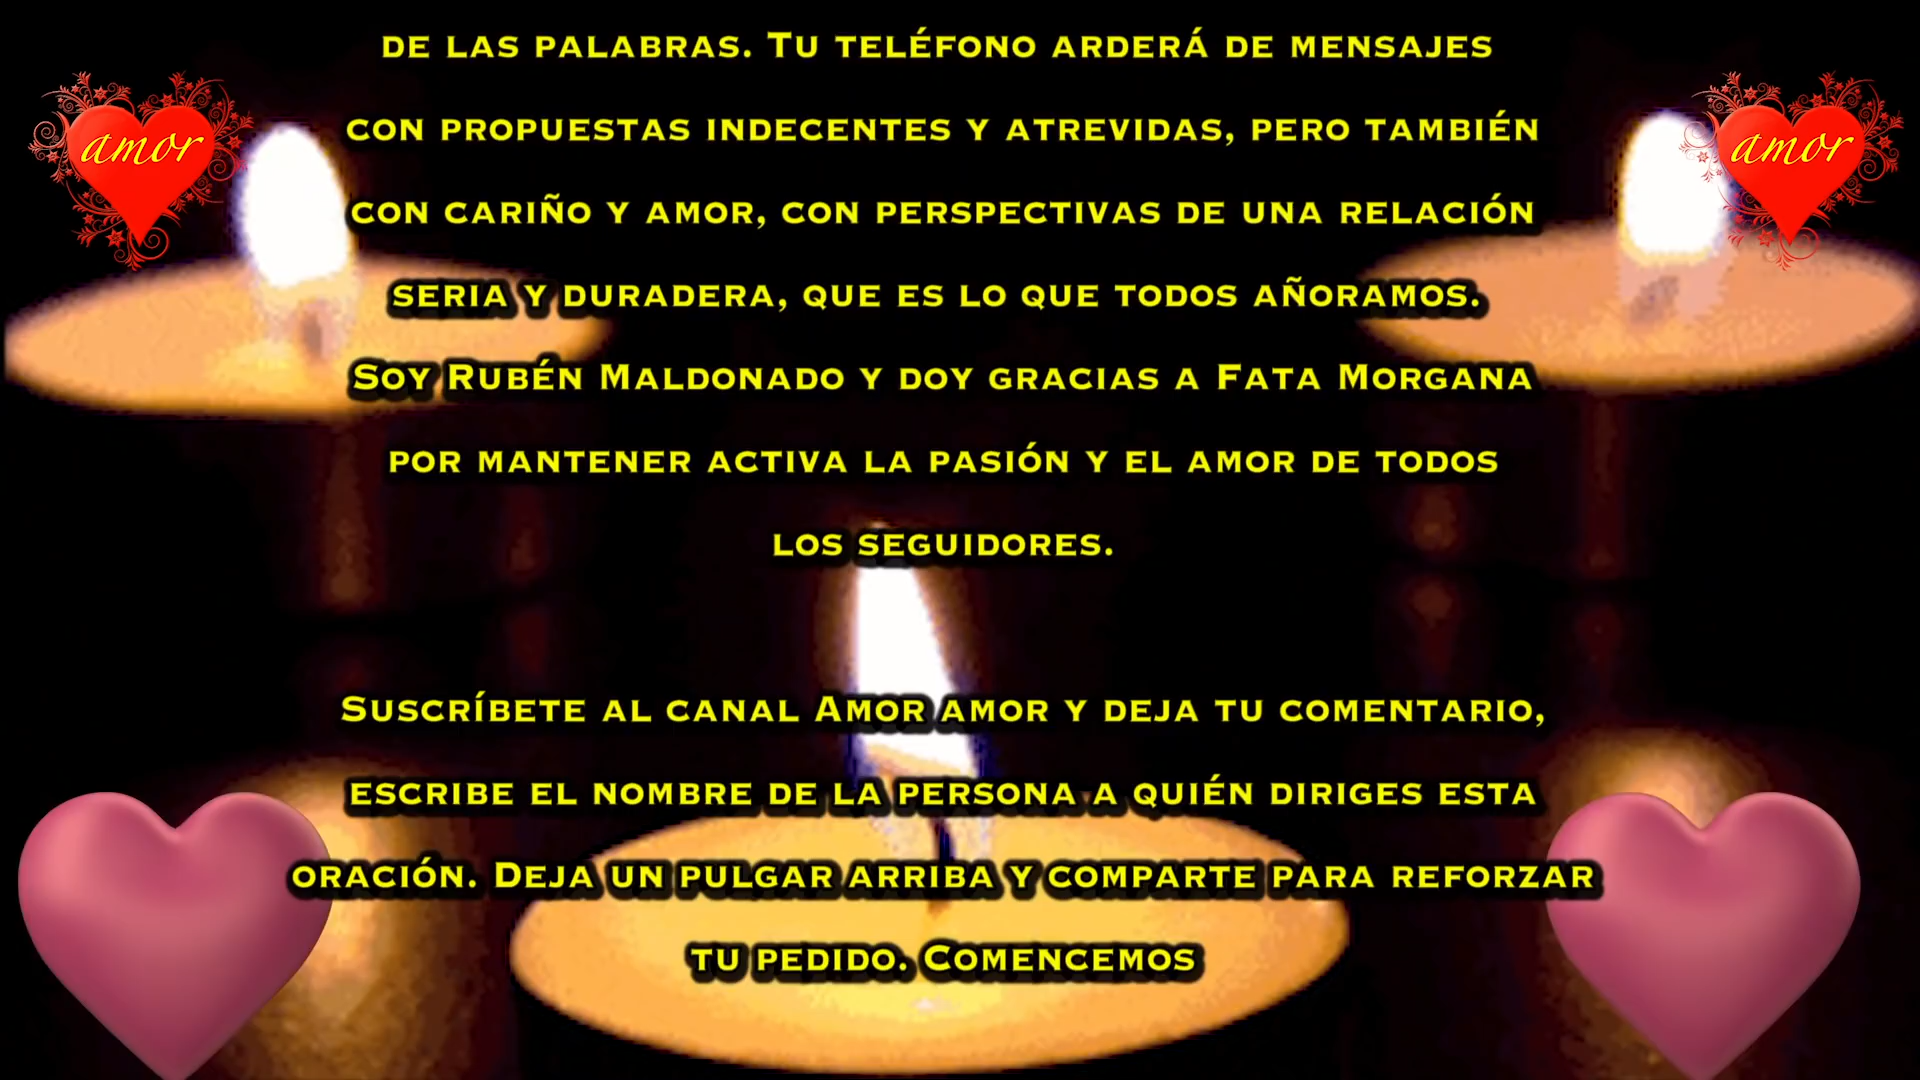 de las palabras. Tu teléfono arderá de mensajes
con propuestas indecentes y atrevidas, pero también
con cariño y amor, con perspectivas de una relación
seria y duradera, que es lo que todos añoramos.
Soy Rubén Maldonado y doy gracias a Fata Morgana
por mantener activa la pasión y el amor de todos
los seguidores.
Suscríbete al canal Amor amor y deja tu comentario,
escribe el nombre de la persona a quién diriges esta
oración. Deja un pulgar arriba y comparte para reforzar
tu pedido. Comencemos
amor
amor